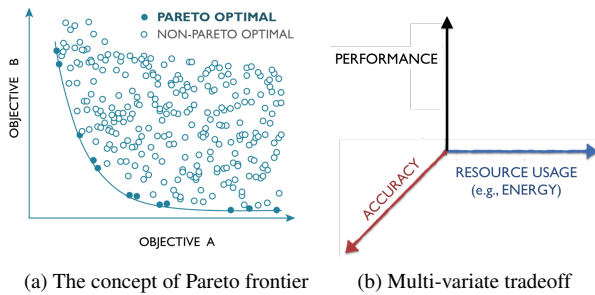 PARETO OPTIMAL
NON-PARETO OPTIMAL
OBJECTIVE B
OBJECTIVE A
(a) The concept of Pareto frontier
PERFORMANCE
ACCURACY
RESOURCE USAGE
(e.g., ENERGY)
(b) Multi-variate tradeoff